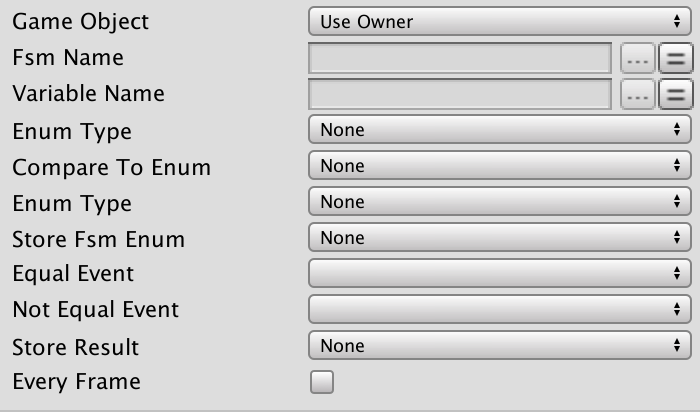 Game Object Use Owner
Fsm Name ... =
Variable Name ... =
Enum Type None
Compare To Enum None
Enum Type None
Store Fsm Enum None
Equal Event
Not Equal Event
Store Result None
Every Frame